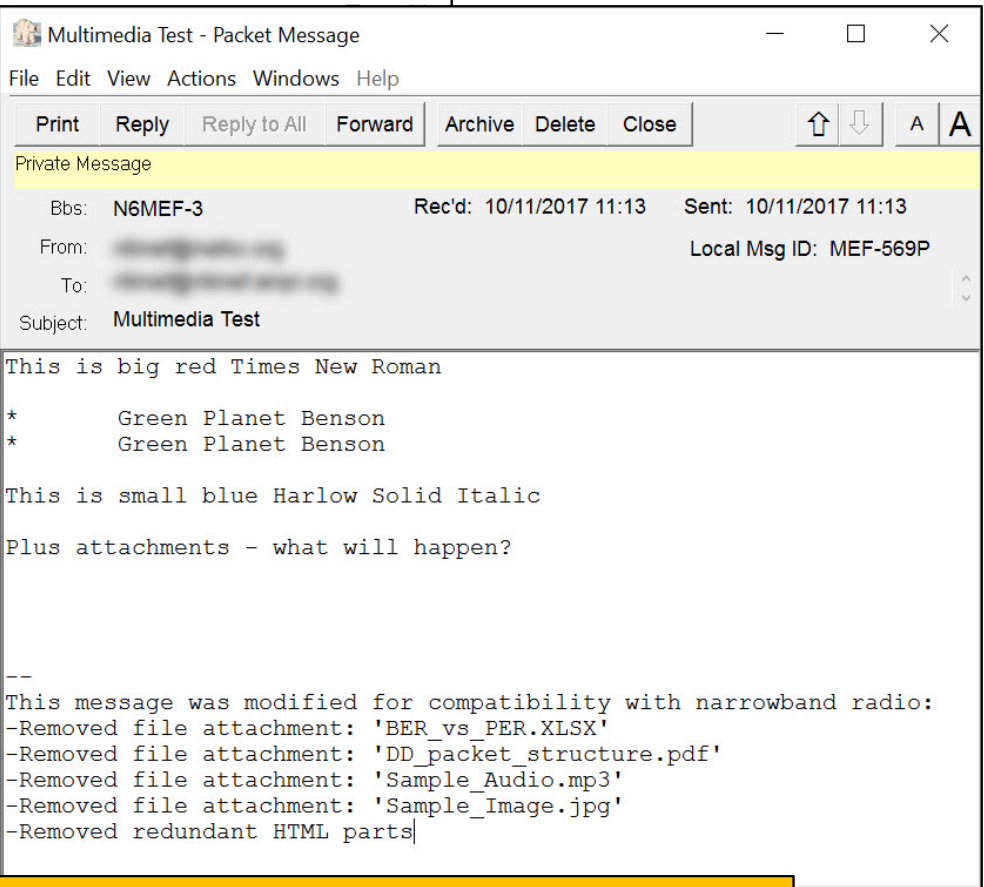 Multimedia Test - Packet Message
File Edit View Actions Windows Help
Print Reply Reply to All Forward Archive Delete Close A A
Private Message
Bbs: N6MEF-3 Rec'd: 10/11/2017 11:13 Sent: 10/11/2017 11:13
From: Local Msg ID: MEF-569P
To:
Subject: Multimedia Test
This is big red Times New Roman
* Green Planet Benson
* Green Planet Benson
This is small blue Harlow Solid Italic
Plus attachments - what will happen?
--
This message was modified for compatibility with narrowband radio:
-Removed file attachment: 'BER_vs_PER.XLSX'
-Removed file attachment: 'DD_packet_structure.pdf'
-Removed file attachment: 'Sample_Audio.mp3'
-Removed file attachment: 'Sample_Image.jpg'
-Removed redundant HTML parts